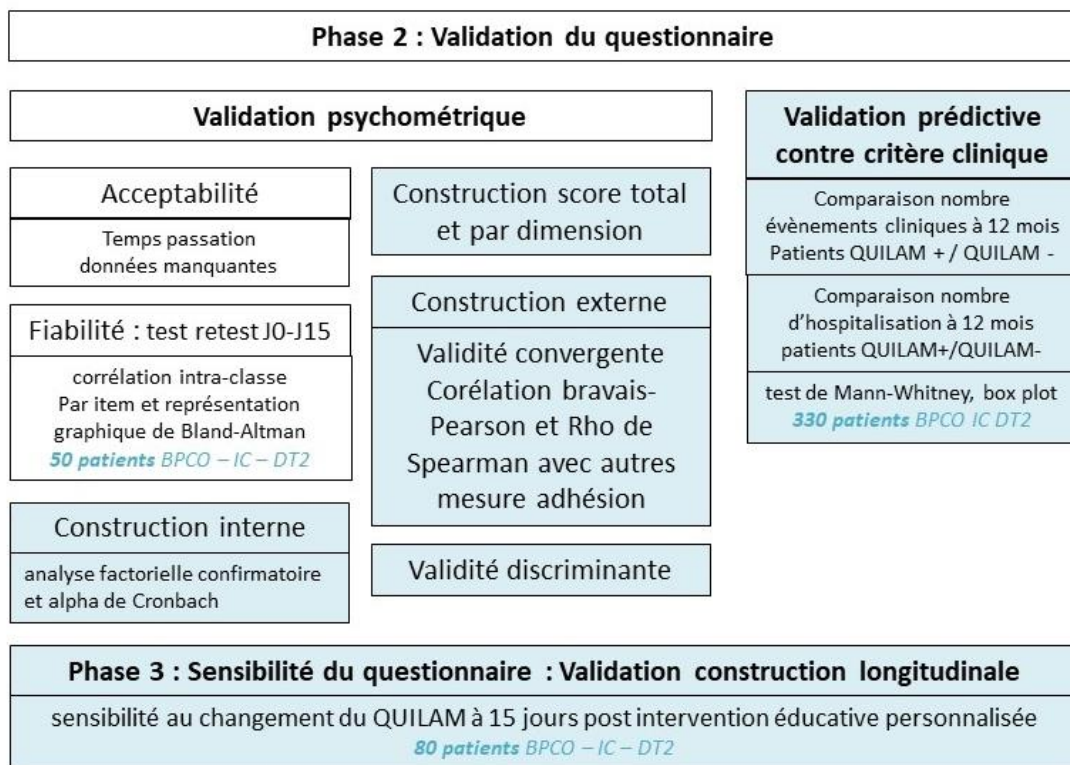 Phase 2 : Validation du questionnaire
Validation psychométrique
Acceptabilité
Temps passation
données manquantes
Fiabilité : test retest J0-J15
corrélation intra-classe
Par item et représentation
graphique de Bland-Altman
50 patients BPCO – IC – DT2
Construction interne
analyse factorielle confirmatoire
et alpha de Cronbach
Construction score total
et par dimension
Construction externe
Validité convergente
Corélation bravais-
Pearson et Rho de
Spearman avec autres
mesure adhésion
Validité discriminante
Validation prédictive
contre critère clinique
Comparaison nombre
évènements cliniques à 12 mois
Patients QUILAM + / QUILAM -
Comparaison nombre
d’hospitalisation à 12 mois
patients QUILAM+/QUILAM-
test de Mann-Whitney, box plot
330 patients BPCO IC DT2
Phase 3 : Sensibilité du questionnaire : Validation construction longitudinale
sensibilité au changement du QUILAM à 15 jours post intervention éducative personnalisée
80 patients BPCO – IC – DT2